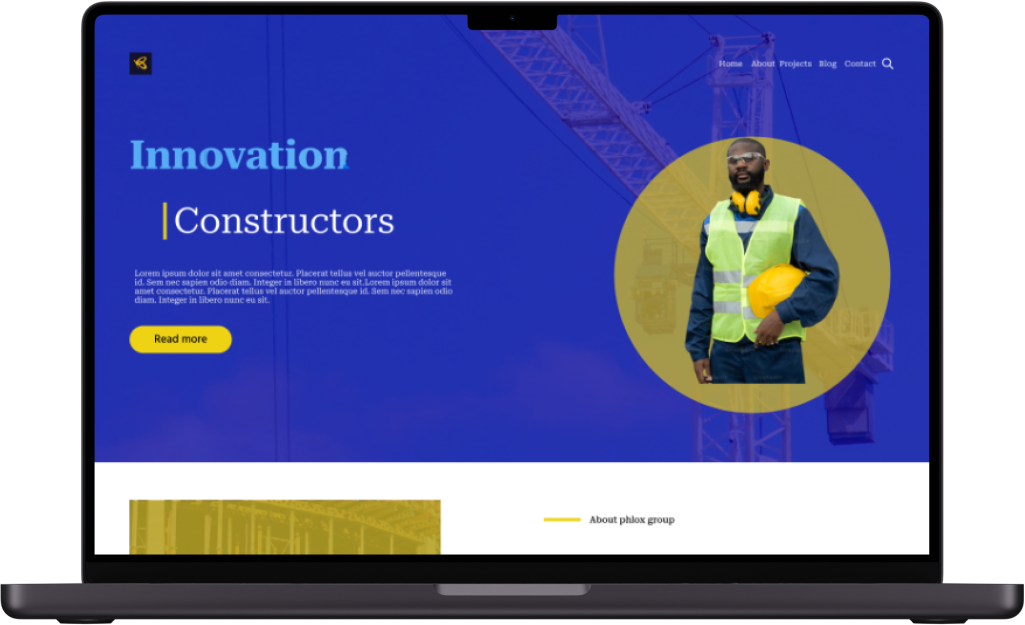 Home About Projects Blog Contact
Innovation
Constructors
Lorem ipsum dolor sit amet consectetur. Placerat tellus vel auctor pellentesque
id. Sem nec sapien odio diam. Integer in libero nunc eu sit.Lorem ipsum dolor sit
amet consectetur. Placerat tellus vel auctor pellentesque id. Sem nec sapien odio
diam. Integer in libero nunc eu sit.
Read more
About phlox group